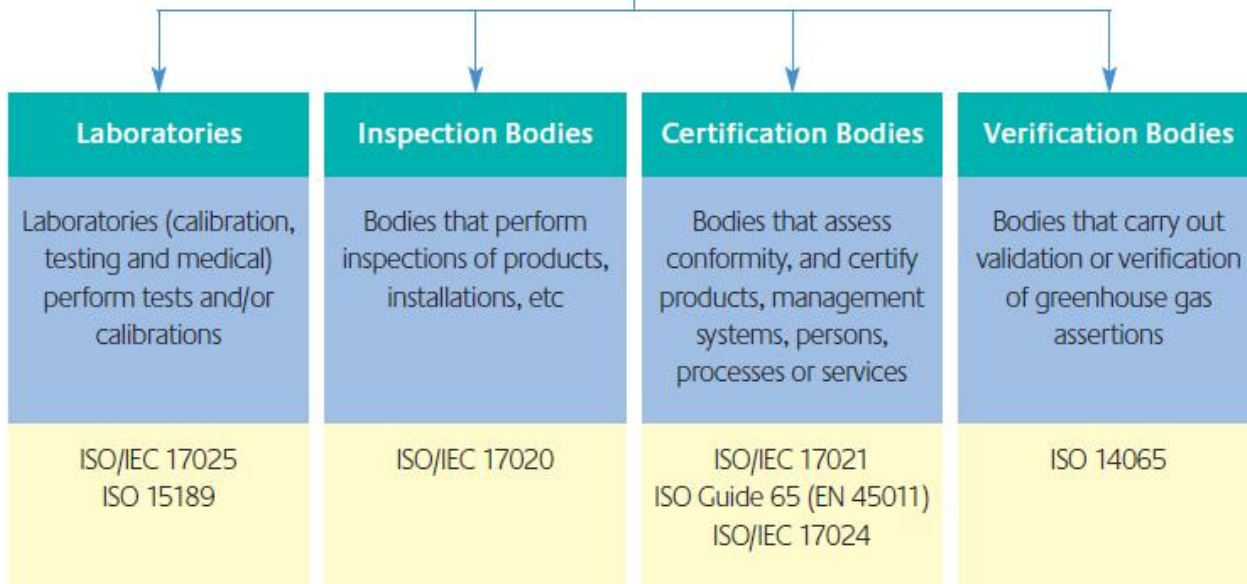 Laboratories
Laboratories (calibration,
testing and medical)
perform tests and/or
calibrations
ISO/IEC 17025
ISO 15189
Inspection Bodies
Bodies that perform
inspections of products,
installations, etc
ISO/IEC 17020
Certification Bodies
Bodies that assess
conformity, and certify
products, management
systems, persons,
processes or services
ISO/IEC 17021
ISO Guide 65 (EN 45011)
ISO/IEC 17024
Verification Bodies
Bodies that carry out
validation or verification
of greenhouse gas
assertions
ISO 14065